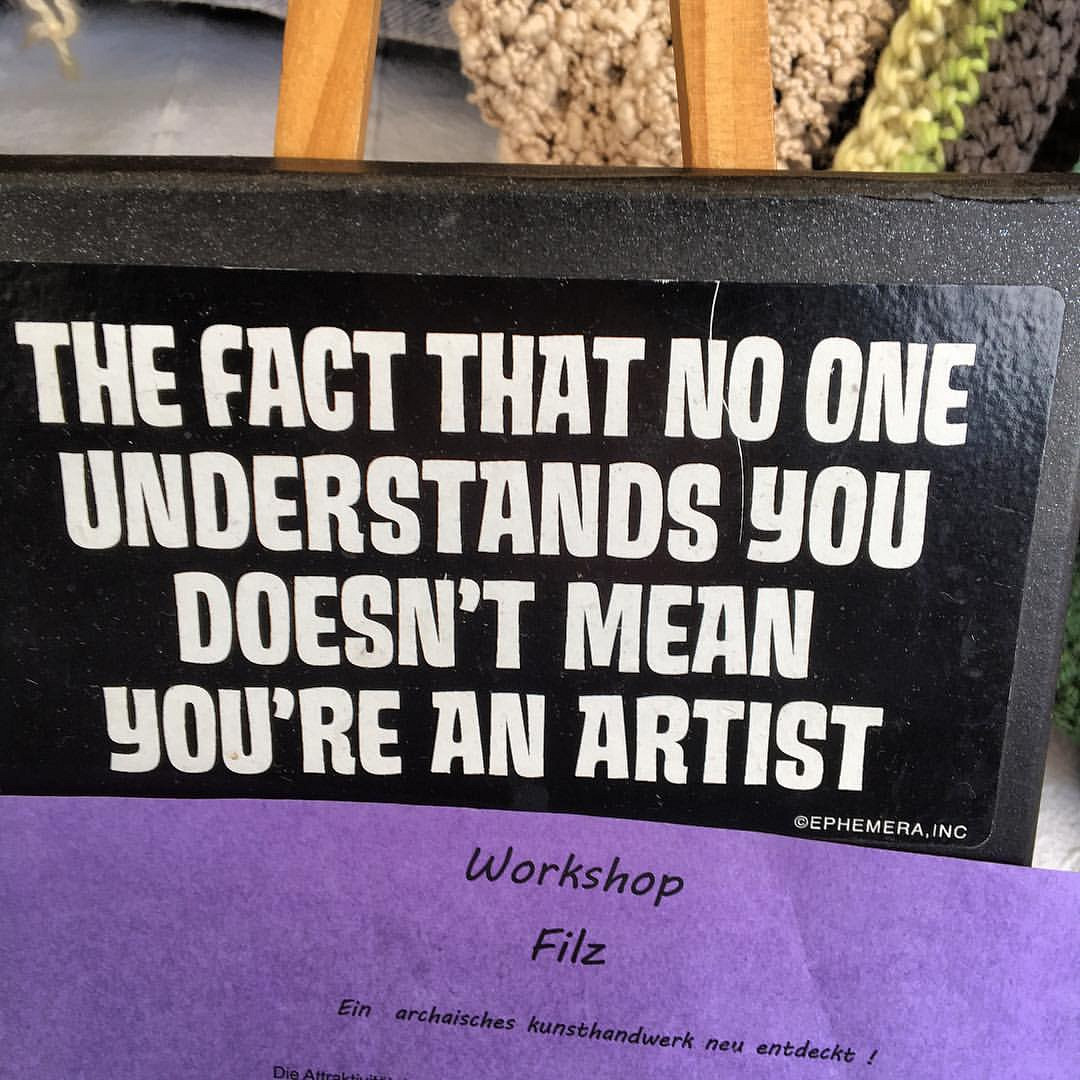 THE FACT THAT NO ONE
UNDERSTANDS YOU
DOESN'T MEAN
YOU'RE AN ARTIST
©EPHEMERA, INC
Workshop
Filz
Ein archaisches kunsthandwerk neu entdeckt !
Die